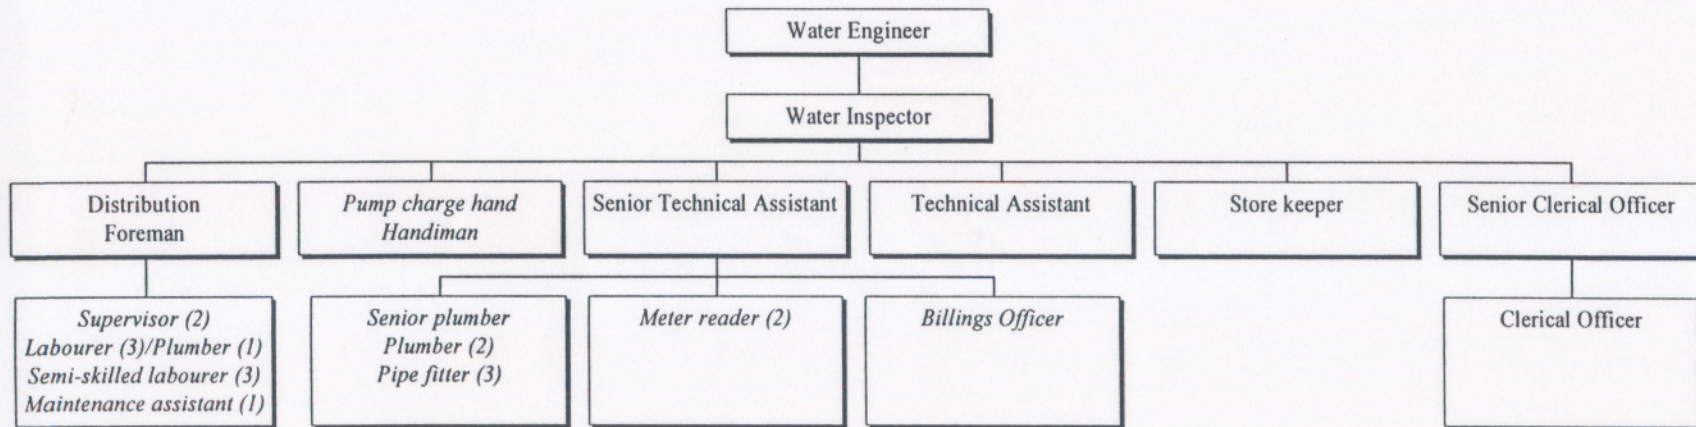 Water Engineer
Water Inspector
Distribution
Foreman
Pump charge hand
Handiman
Senior Technical Assistant
Technical Assistant
Store keeper
Senior Clerical Officer
Supervisor (2)
Labourer (3)/Plumber (1)
Semi-skilled labourer (3)
Maintenance assistant (1)
Senior plumber
Plumber (2)
Pipe fitter (3)
Meter reader (2)
Billings Officer
Clerical Officer